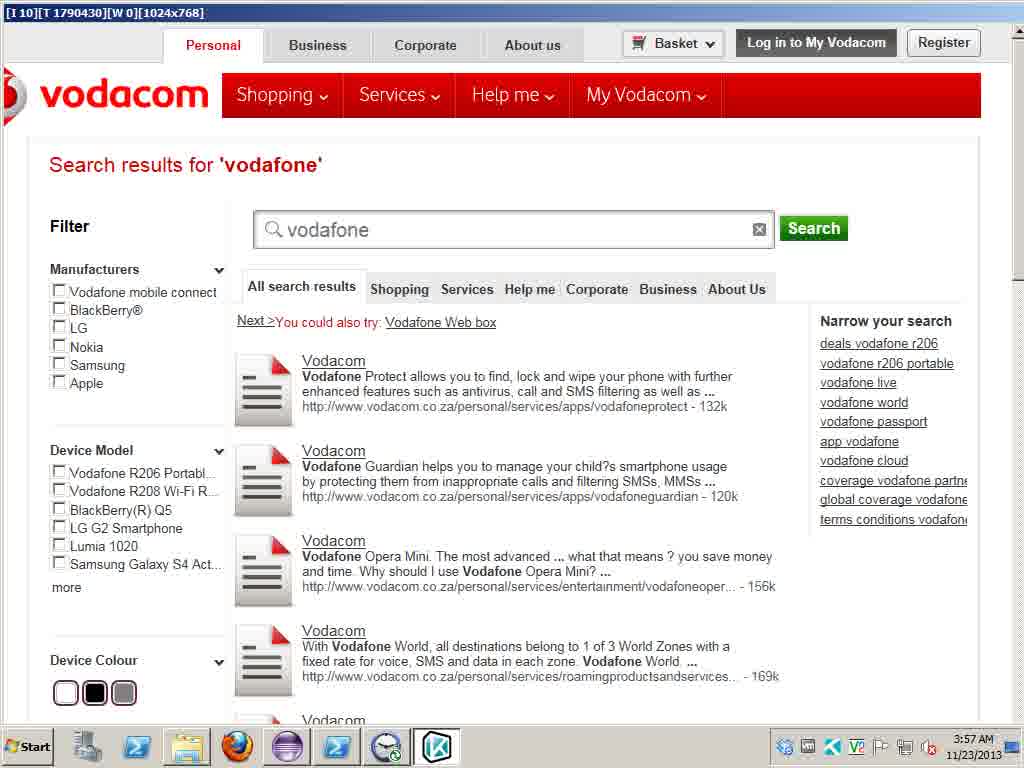 [I 10][T 1790430][W 0][1024x768]
Personal Business Corporate About us Basket Log in to My Vodacom Register
vodacom Shopping Services Help me My Vodacom
Search results for 'vodafone'
Filter
vodafone Search
Manufacturers
Vodafone mobile connect
BlackBerry®
LG
Nokia
Samsung
Apple
Device Model
Vodafone R206 Portabl...
Vodafone R208 Wi-Fi R...
BlackBerry(R) Q5
LG G2 Smartphone
Lumia 1020
Samsung Galaxy S4 Act...
more
Device Colour
All search results Shopping Services Help me Corporate Business About Us
Next >You could also try: Vodafone Web box
Vodacom
Vodafone Protect allows you to find, lock and wipe your phone with further
enhanced features such as antivirus, call and SMS filtering as well as ...
http://www.vodacom.co.za/personal/services/apps/vodafoneprotect - 132k
Vodacom
Vodafone Guardian helps you to manage your child?s smartphone usage
by protecting them from inappropriate calls and filtering SMSs, MMSs ...
http://www.vodacom.co.za/personal/services/apps/vodafoneguardian - 120k
Vodacom
Vodafone Opera Mini. The most advanced ... what that means ? you save money
and time. Why should I use Vodafone Opera Mini? ...
http://www.vodacom.co.za/personal/services/entertainment/vodafoneoper... - 156k
Vodacom
With Vodafone World, all destinations belong to 1 of 3 World Zones with a
fixed rate for voice, SMS and data in each zone. Vodafone World. ...
http://www.vodacom.co.za/personal/services/roamingproductsandservices... - 169k
Vodacom
Narrow your search
deals vodafone r206
vodafone r206 portable
vodafone live
vodafone world
vodafone passport
app vodafone
vodafone cloud
coverage vodafone partne
global coverage vodafone
terms conditions vodafone
Start
3:57 AM
11/23/2013